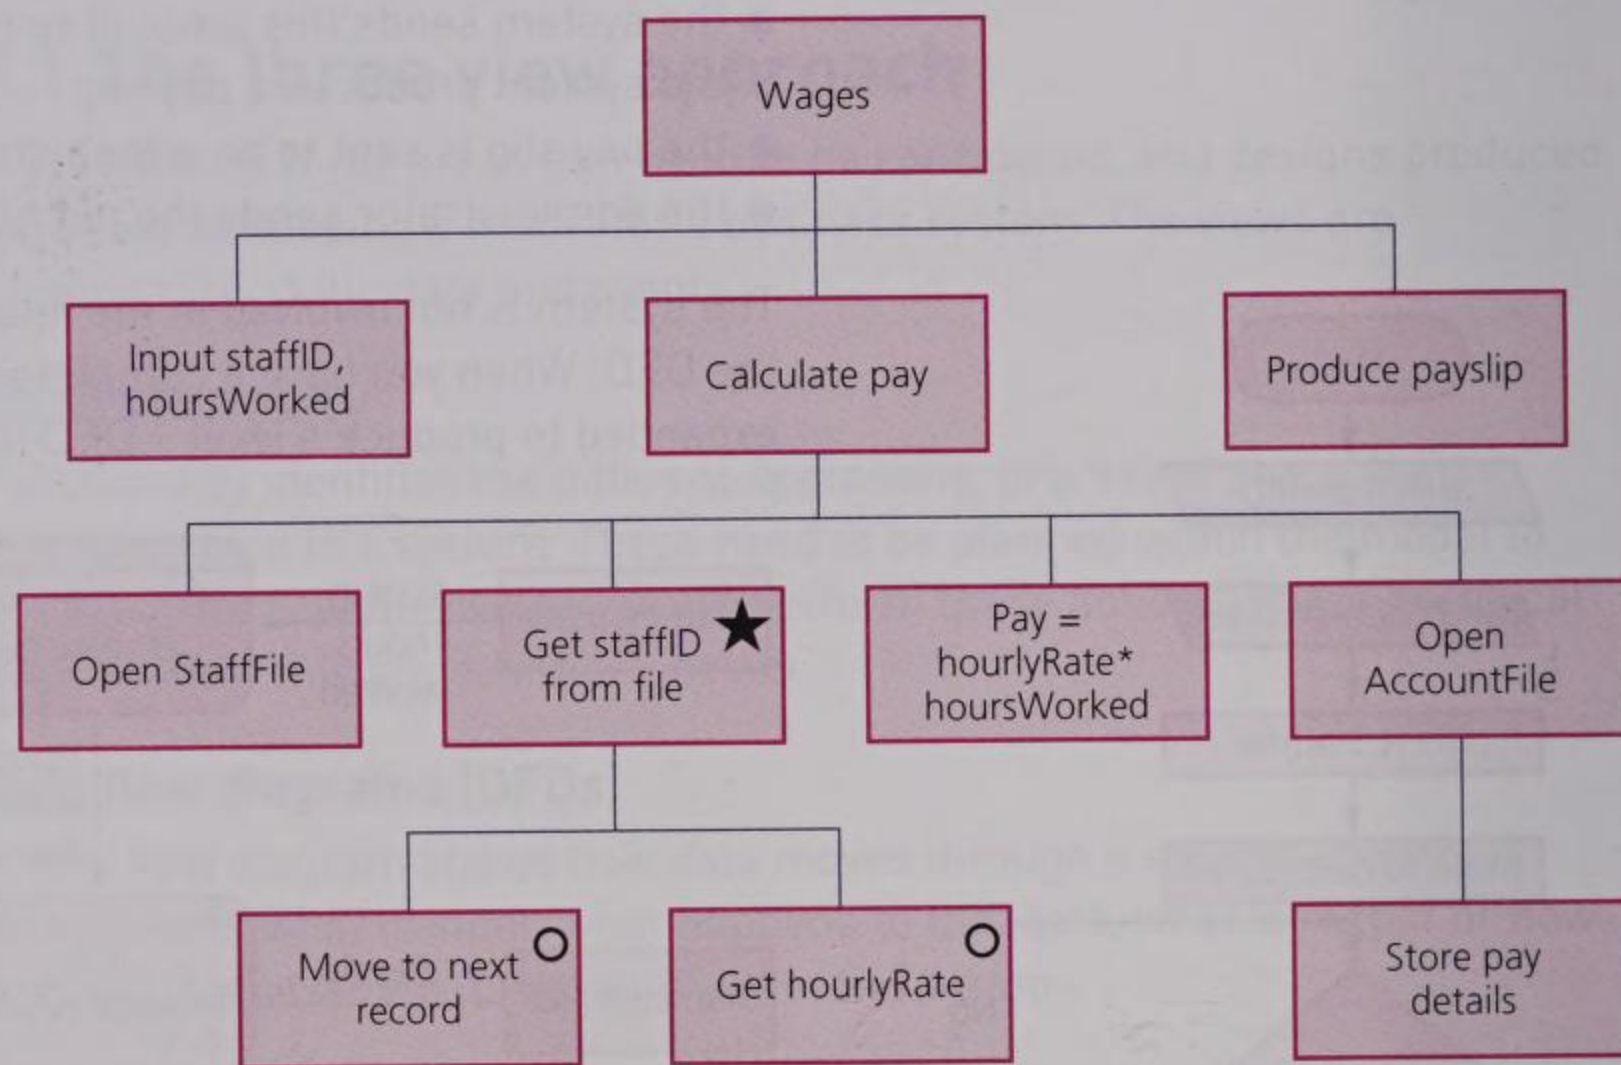 Wages
Input staffID,
hoursWorked
Calculate pay
Produce payslip
Open StaffFile
Get staffID
from file
Pay =
hourlyRate*
hoursWorked
Open
AccountFile
Move to next
record
Get hourlyRate
Store pay
details